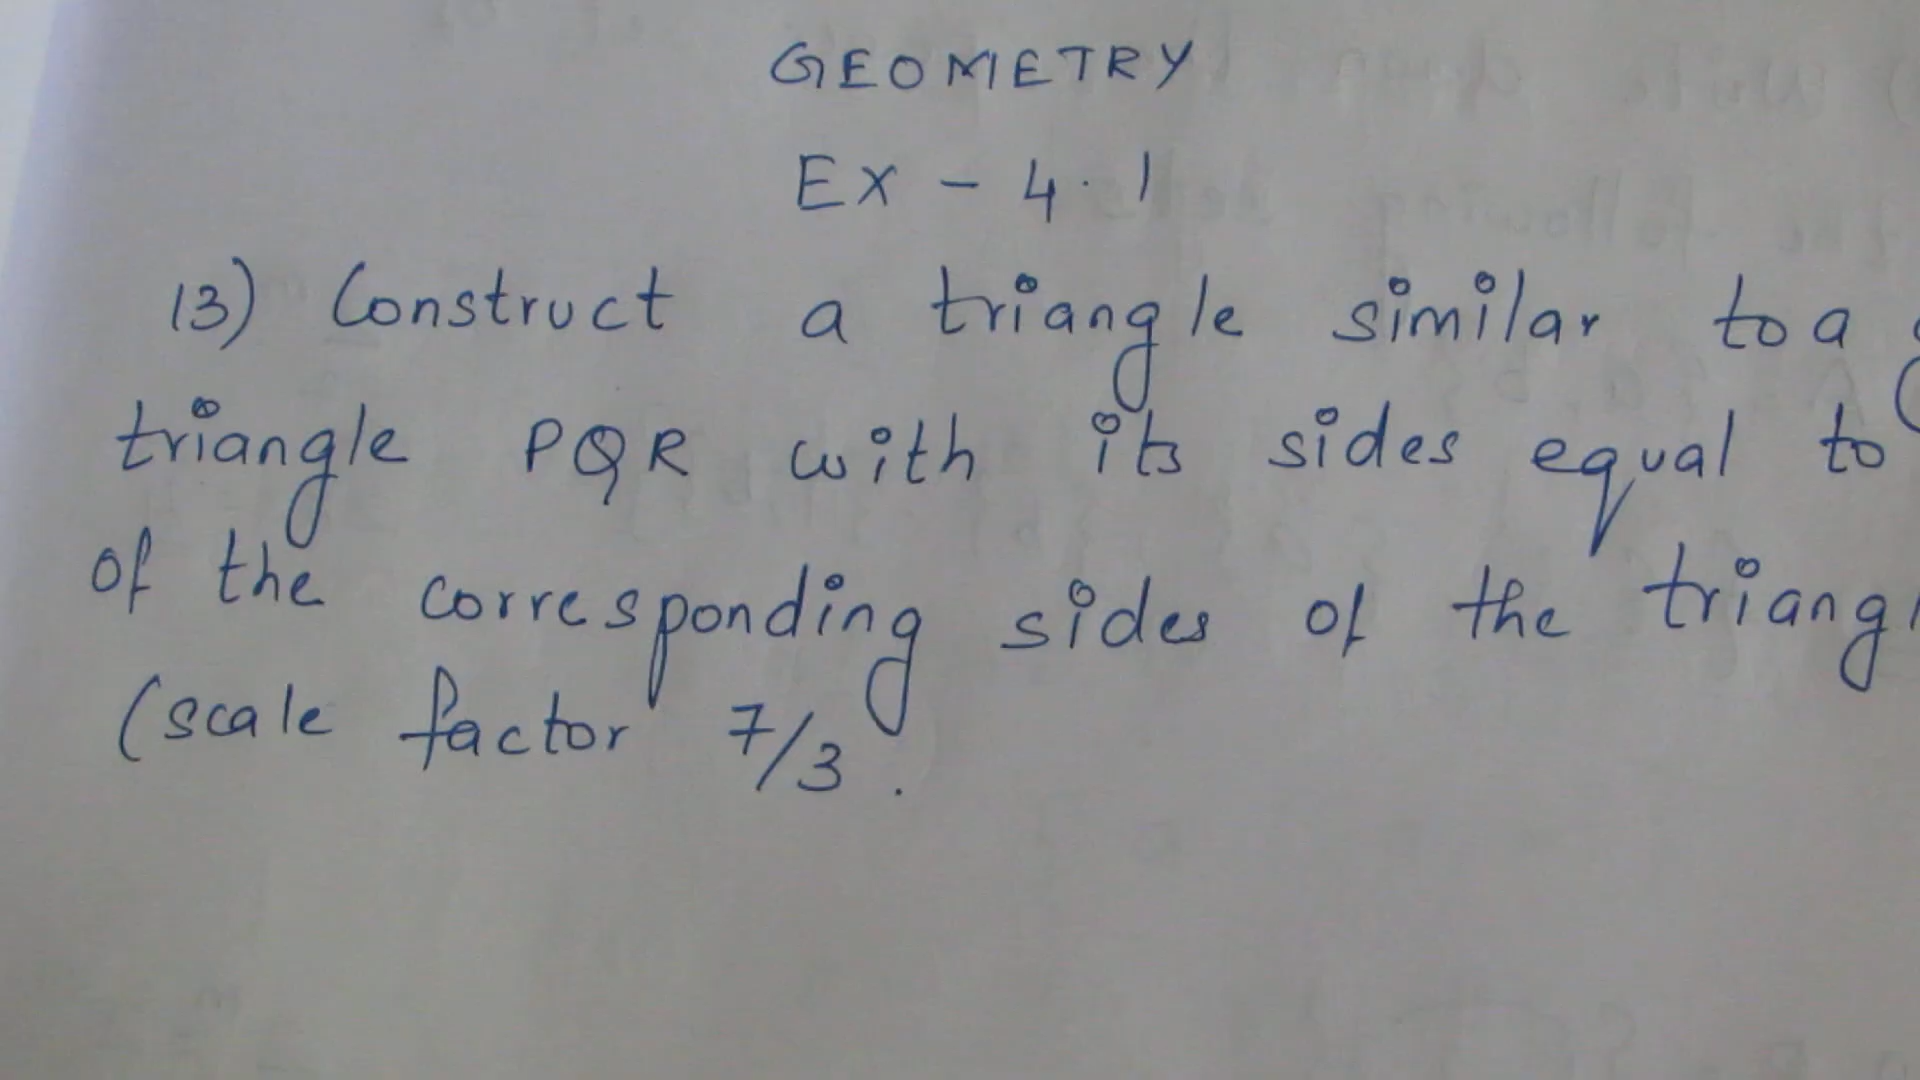 GEOMETRY
EX - 4.1
13) Construct a triangle similar to a
triangle PQR with its sides equal to
of the corresponding sides of the triang
(scale factor 7/3.